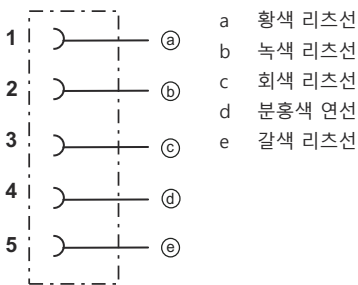 1 ⓐ
2 ⓑ
3 ⓒ
4 ⓓ
5 ⓔ
a 황색 리츠선
b 녹색 리츠선
c 회색 리츠선
d 분홍색 연선
e 갈색 리츠선